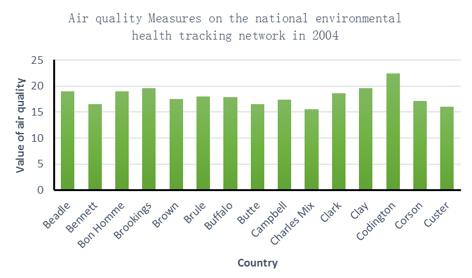 Air quality Measures on the national environmental
health tracking network in 2004
25
20
15
10
5
0
Value of air quality
Beadle
Bennett
Bon Homme
Brookings
Brown
Brule
Buffalo
Butte
Campbell
Charles Mix
Clark
Clay
Codington
Corson
Custer
Country